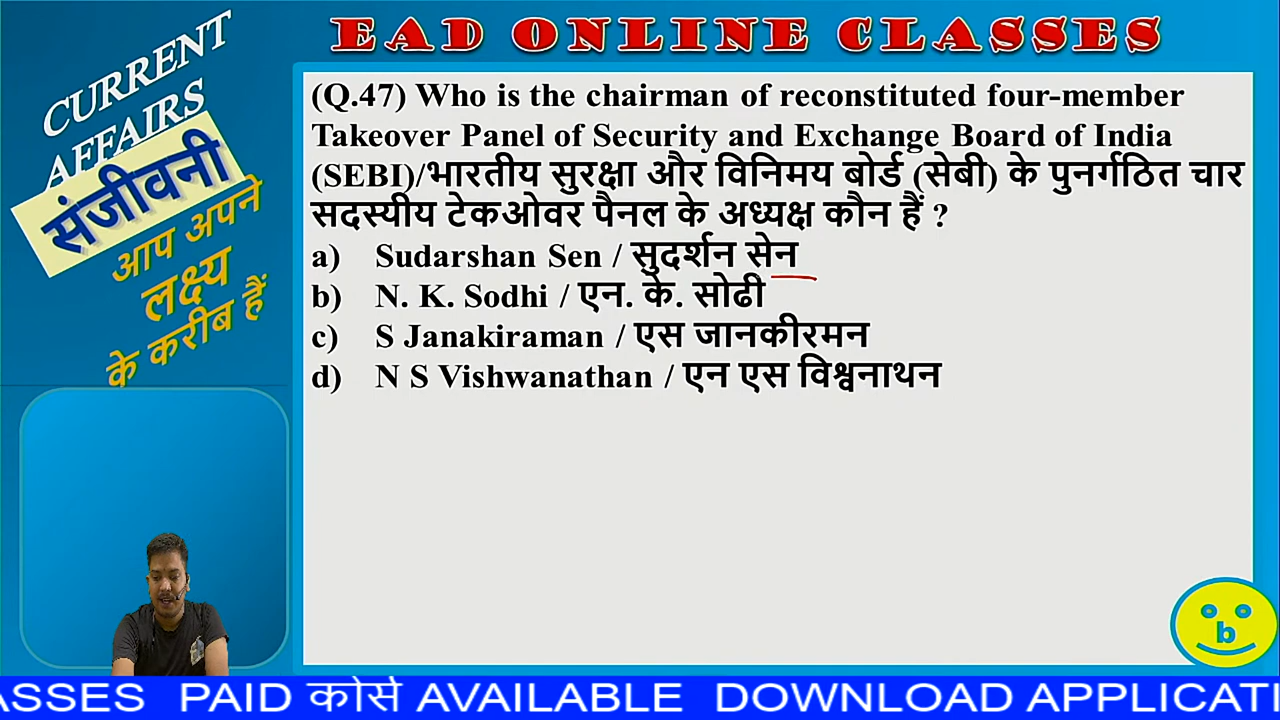 EAD ONLINE CLASSES
CURRENT
AFFAIRS
संजीवनी
आप अपने
लक्ष्य
के करीब हैं
(Q.47) Who is the chairman of reconstituted four-member
Takeover Panel of Security and Exchange Board of India
(SEBI)/भारतीय सुरक्षा और विनिमय बोर्ड (सेबी) के पुनर्गठित चार
सदस्यीय टेकओवर पैनल के अध्यक्ष कौन हैं ?
a) Sudarshan Sen / सुदर्शन सेन
b) N. K. Sodhi / एन. के. सोढी
c) S Janakiraman / एस जानकीरमन
d) N S Vishwanathan / एन एस विश्वनाथन
b
ASSES PAID कोर्स AVAILABLE DOWNLOAD APPLICATI